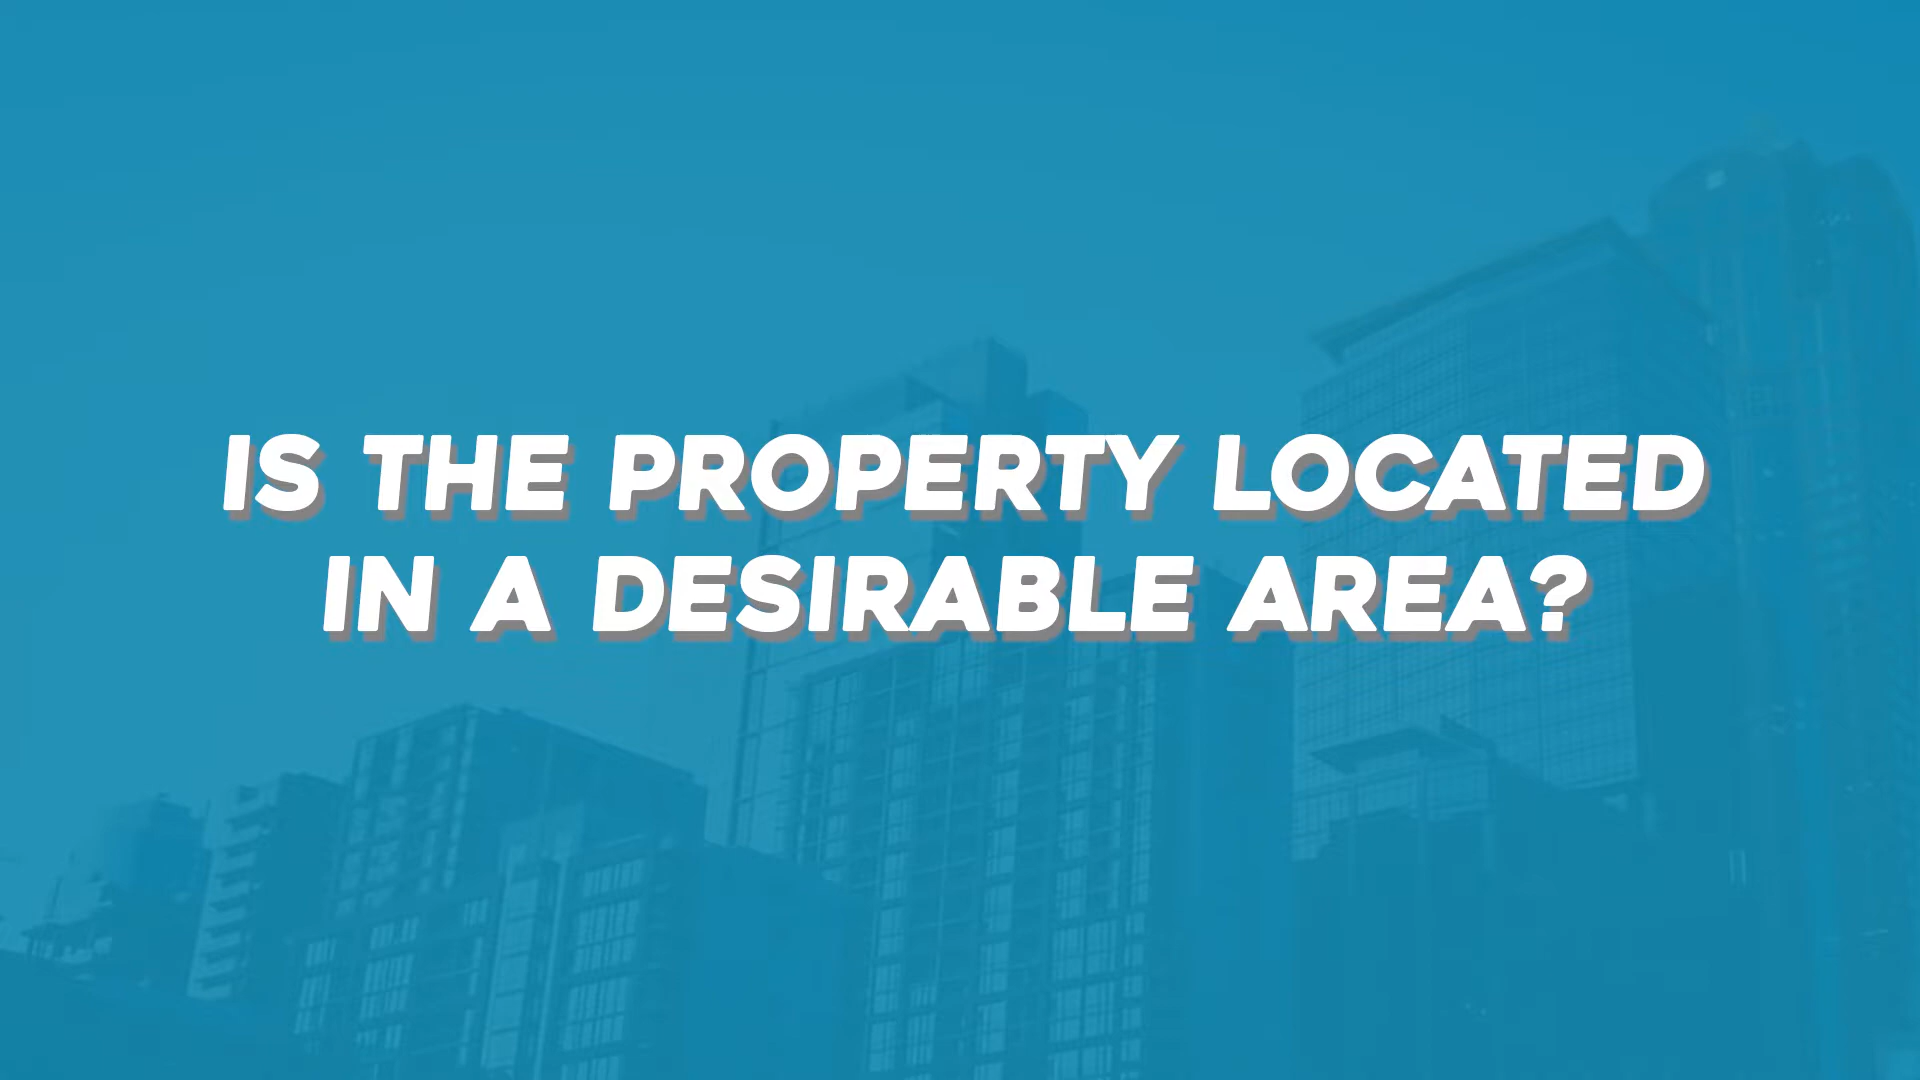 IS THE PROPERTY LOCATED
IN A DESIRABLE AREA?